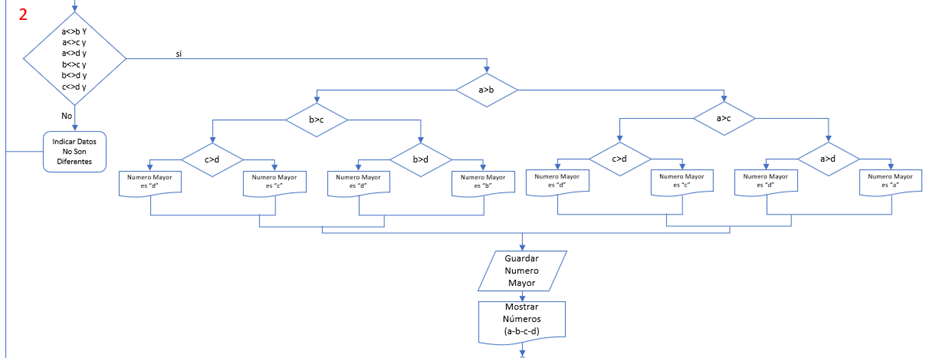 2
a<>b Y
a<>c y
a<>d y
b<>c y
b<>d y
c<>d y
si
No
Indicar Datos
No Son
Diferentes
a>b
b>c
a>c
c>d
b>d
c>d
a>d
Numero Mayor
es "d"
Numero Mayor
es "c"
Numero Mayor
es "d"
Numero Mayor
es "b"
Numero Mayor
es "d"
Numero Mayor
es "c"
Numero Mayor
es "d"
Numero Mayor
es "a"
Guardar
Numero
Mayor
Mostrar
Números
(a-b-c-d)